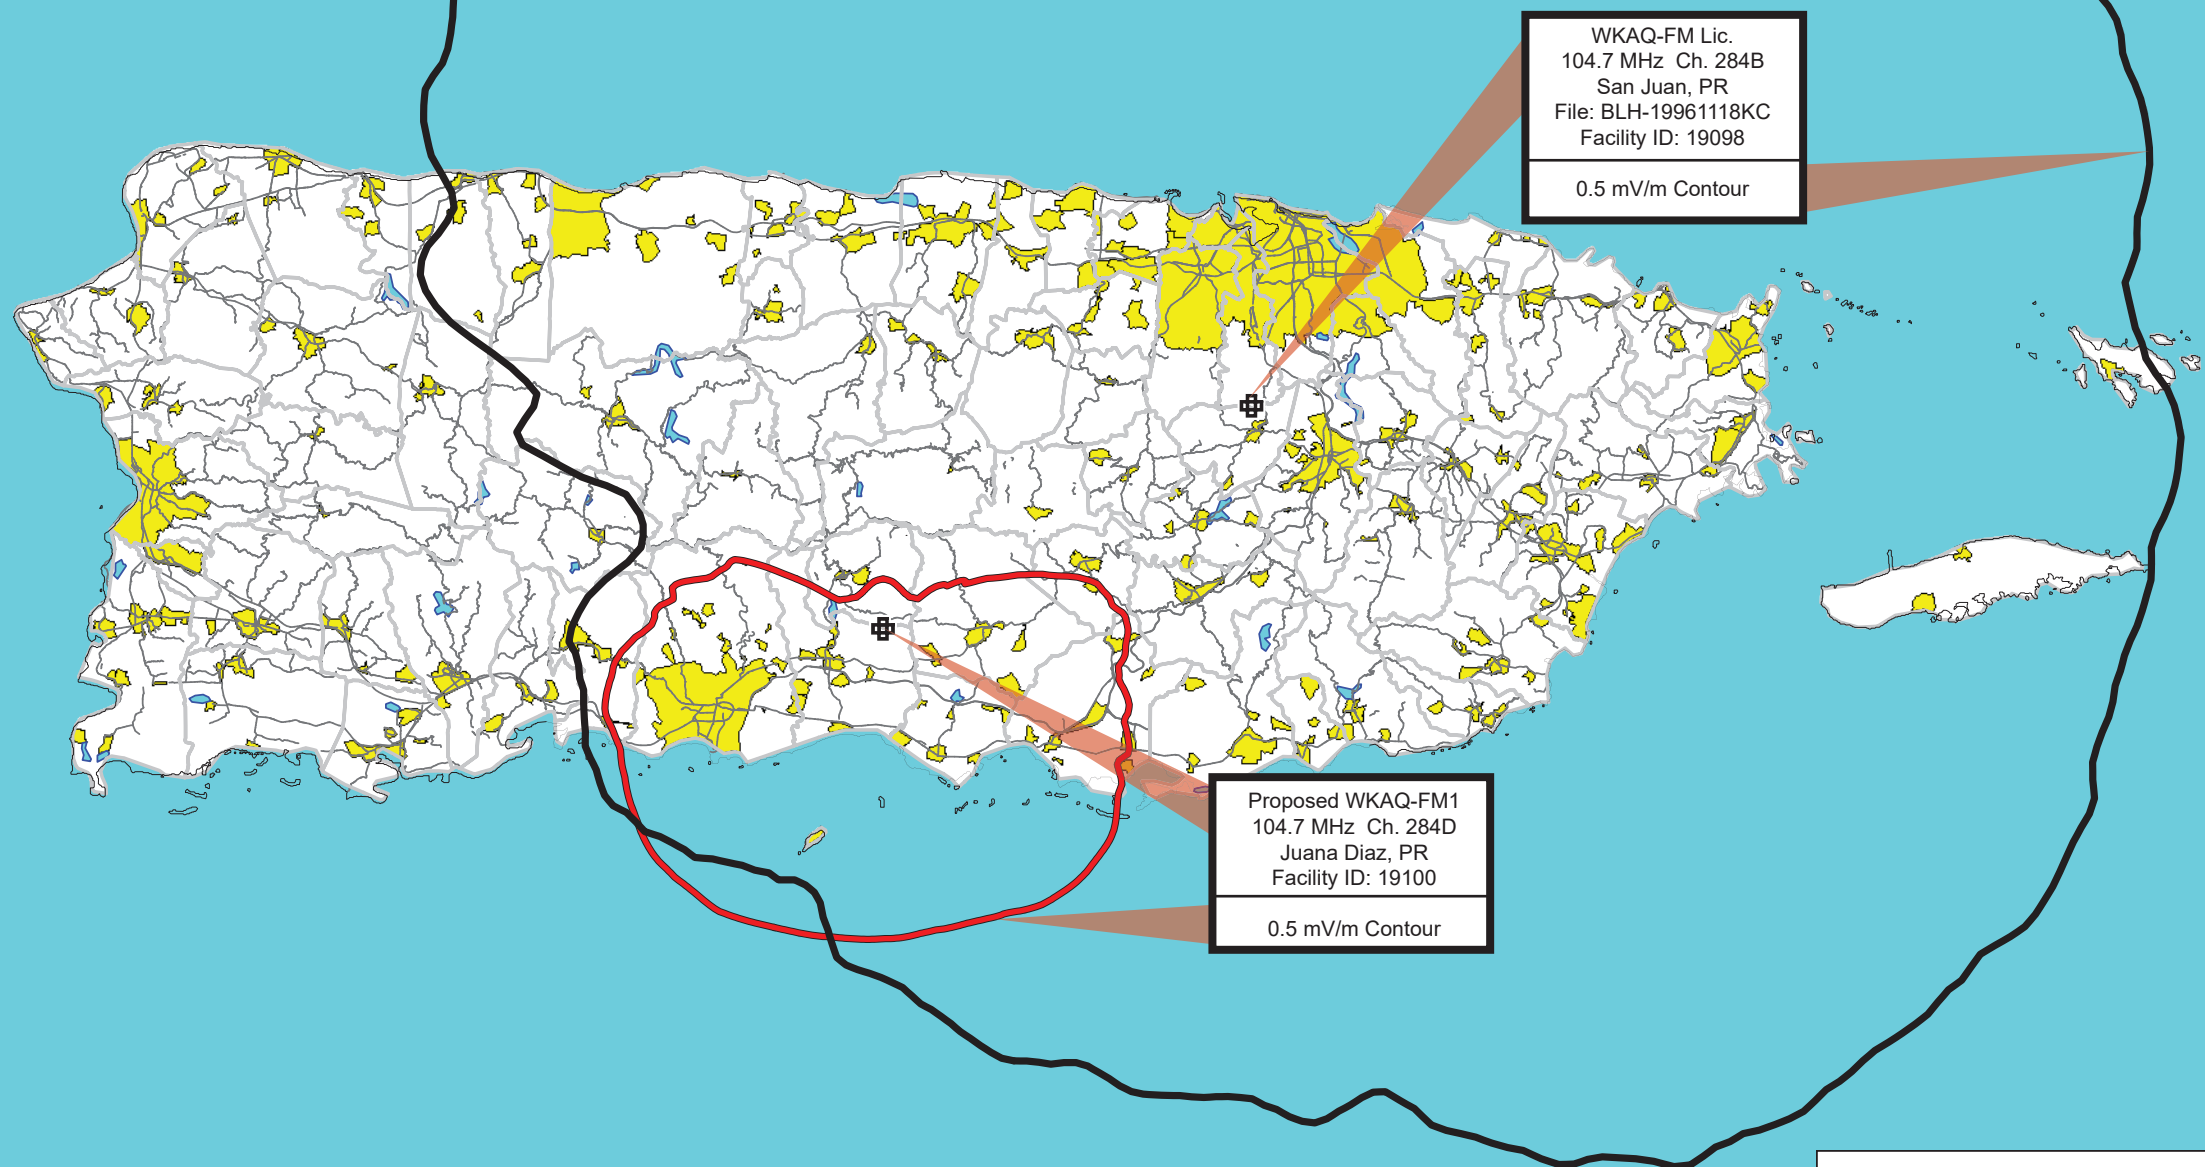 WKAQ-FM Lic.
104.7 MHz  Ch. 284B
San Juan, PR
File: BLH-19961118KC
Facility ID: 19098
0.5 mV/m Contour
Proposed WKAQ-FM1
104.7 MHz  Ch. 284D
Juana Diaz, PR
Facility ID: 19100
0.5 mV/m Contour